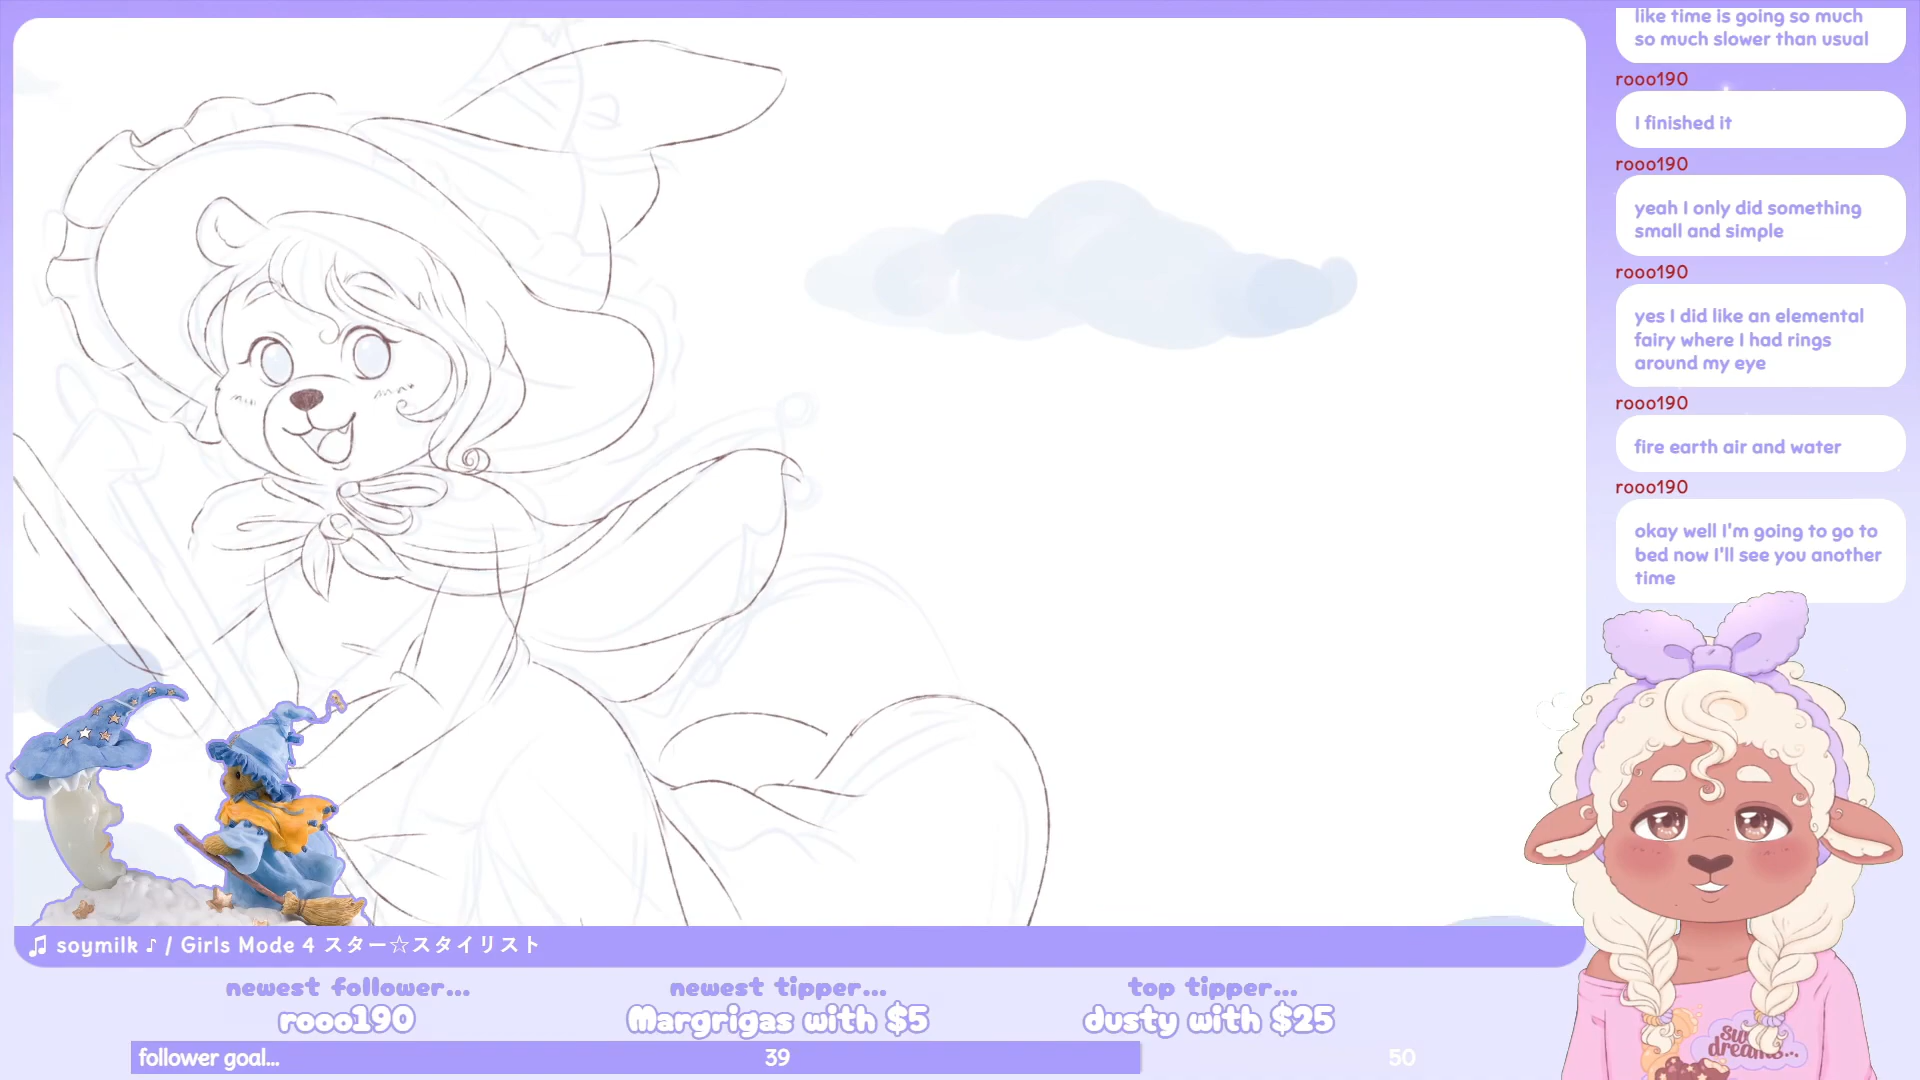 like time is going so much
so much slower than usual
rooo190
I finished it
rooo190
yeah I only did something
small and simple
rooo190
yes I did like an elemental
fairy where I had rings
around my eye
rooo190
fire earth air and water
rooo190
okay well I'm going to go to
bed now I'll see you another
time
♫ soymilk ♪ / Girls Mode 4 スター☆スタイリスト
newest follower...
rooo190
newest tipper...
Margrigas with $5
top tipper...
dusty with $25
follower goal...
39
50
dreams...